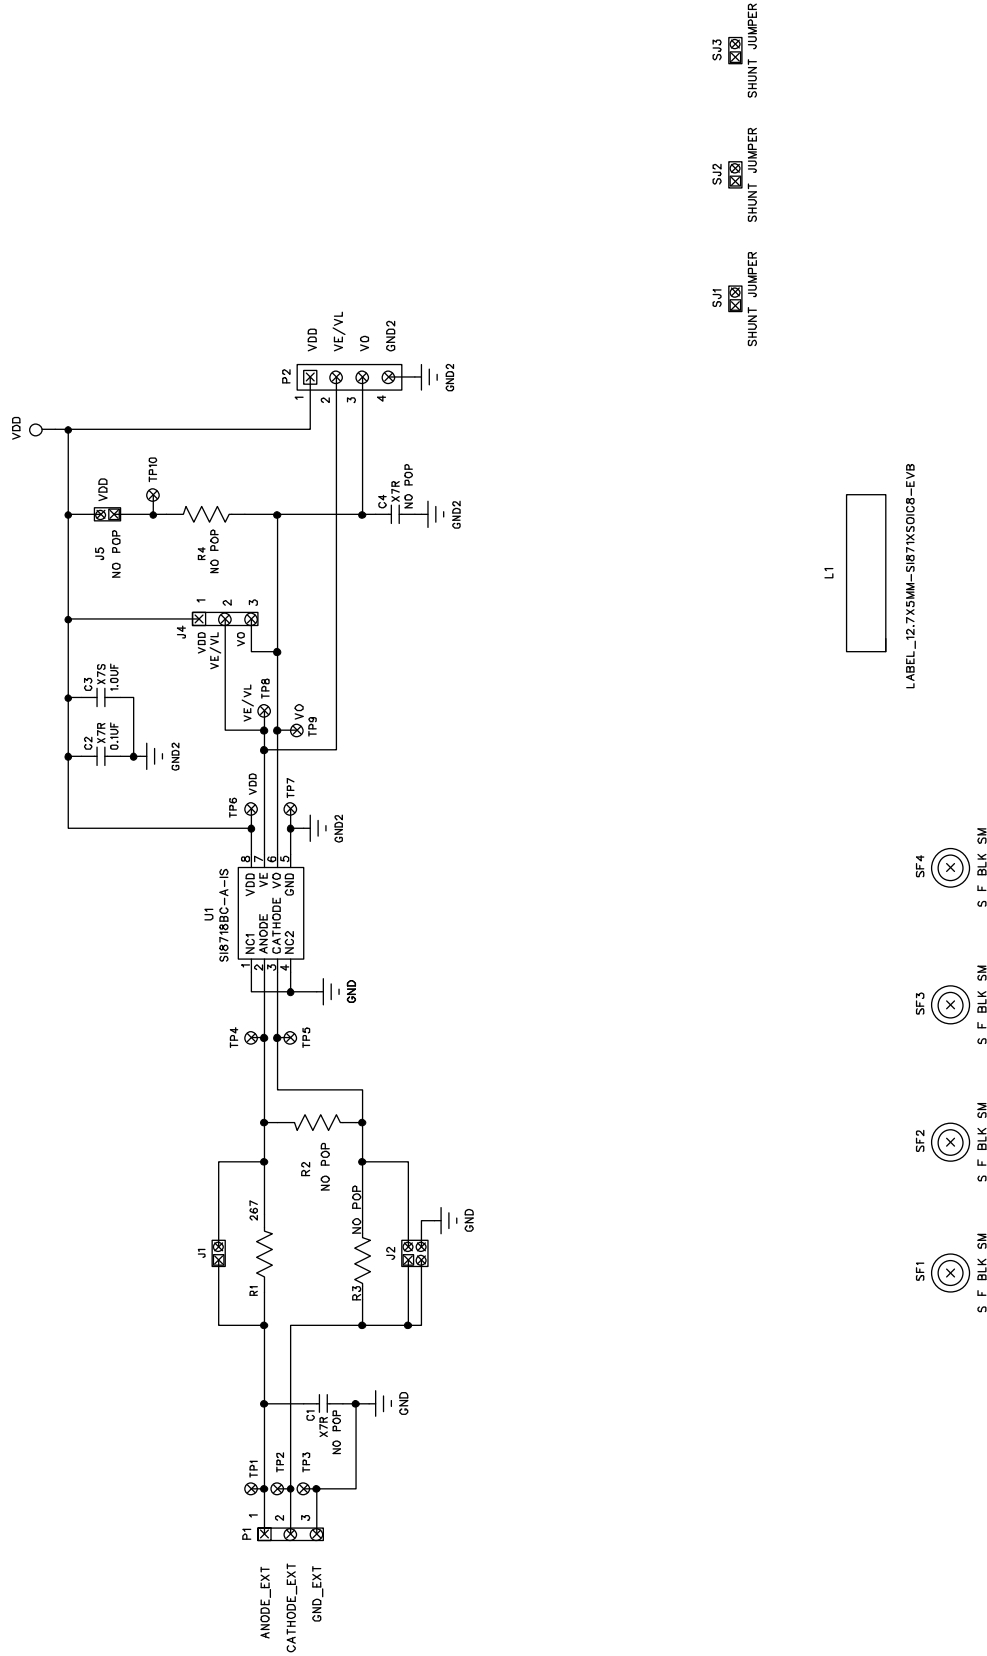 VDD
J5
NO POP
VDD
TP10
R4
NO POP
C4
X7R
NO POP
GND2
P2
1
2
3
4
VDD
VE/VL
VO
GND2
GND2
J4
1
2
3
VDD
VE/VL
VO
C3
X7S
1.0UF
C2
X7R
0.1UF
GND2
VE/VL
TP8
VO
TP9
TP6
VDD
TP7
GND2
U1
SI8718BC-A-IS
8
7
6
5
VDD
VE
VO
GND
NC1
ANODE
CATHODE
NC2
1
2
3
4
GND
TP4
TP5
R2
NO POP
J1
267
R1
NO POP
R3
J2
GND
C1
X7R
NO POP
GND
TP1
TP2
TP3
P1
1
2
3
ANODE_EXT
CATHODE_EXT
GND_EXT
SJ1
SHUNT JUMPER
SJ2
SHUNT JUMPER
SJ3
SHUNT JUMPER
L1
LABEL_12.7X5MM-SI871XSOIC8-EVB
SF1
S F BLK SM
SF2
S F BLK SM
SF3
S F BLK SM
SF4
S F BLK SM